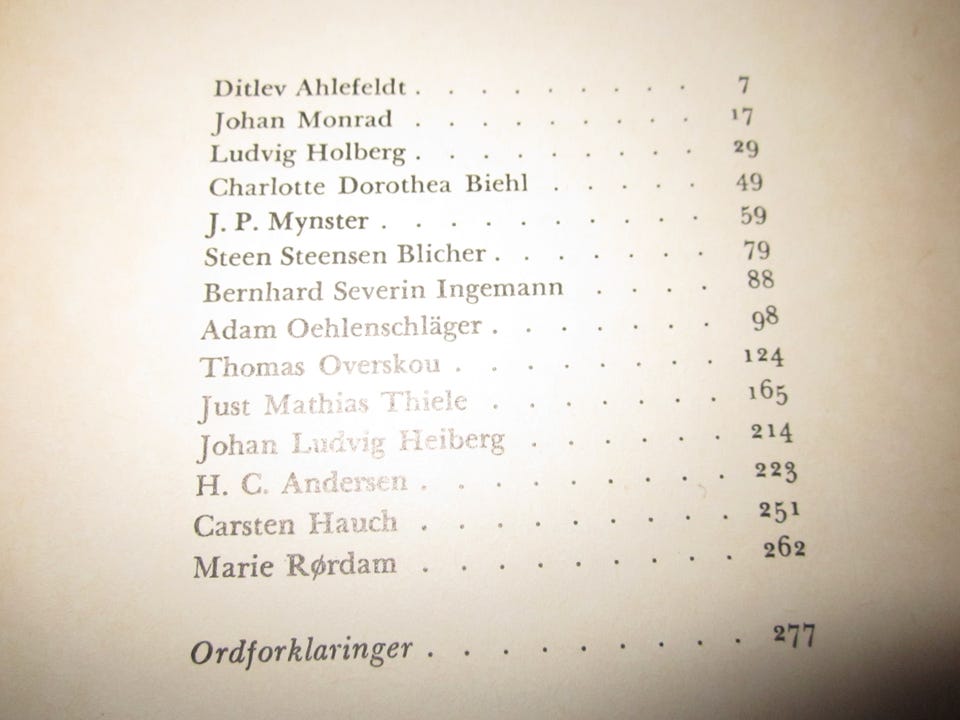 Ditlev Ahlefeldt . . . . . . . . . 7
Johan Monrad . . . . . . . . . 17
Ludvig Holberg . . . . . . . . . 29
Charlotte Dorothea Biehl . . . . . 49
J. P. Mynster . . . . . . . . . . 59
Steen Steensen Blicher . . . . . . . 79
Bernhard Severin Ingemann . . . . 88
Adam Oehlenschläger . . . . . . . 98
Thomas Overskou . . . . . . . . 124
Just Mathias Thiele . . . . . . . 165
Johan Ludvig Heiberg . . . . . . 214
H. C. Andersen . . . . . . . . . 223
Carsten Hauch . . . . . . . . . 251
Marie Rørdam . . . . . . . . . 262
Ordforklaringer . . . . . . . . . 277